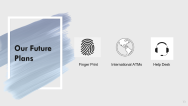 Our Future
Plans
Finger Print
International ATMs
Help Desk